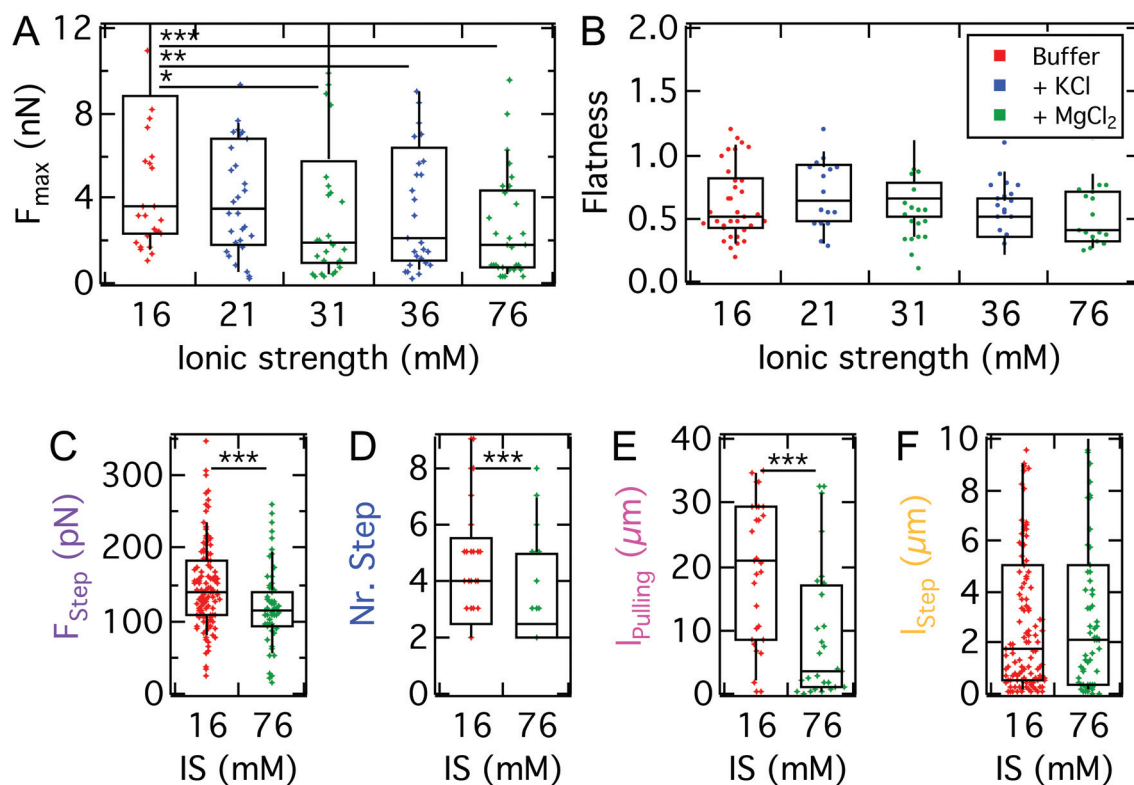 A
F_max (nN)
12
8
4
0
***
**
*
16 21 31 36 76
Ionic strength (mM)
B
Flatness
2.0
1.5
1.0
0.5
0.0
Buffer
+ KCl
+ MgCl₂
16 21 31 36 76
Ionic strength (mM)
C
F_Step (pN)
300
200
100
0
***
16 76
IS (mM)
D
Nr. Step
8
6
4
2
0
***
16 76
IS (mM)
E
l_Pulling (µm)
40
30
20
10
0
***
16 76
IS (mM)
F
l_Step (µm)
10
8
6
4
2
0
16 76
IS (mM)